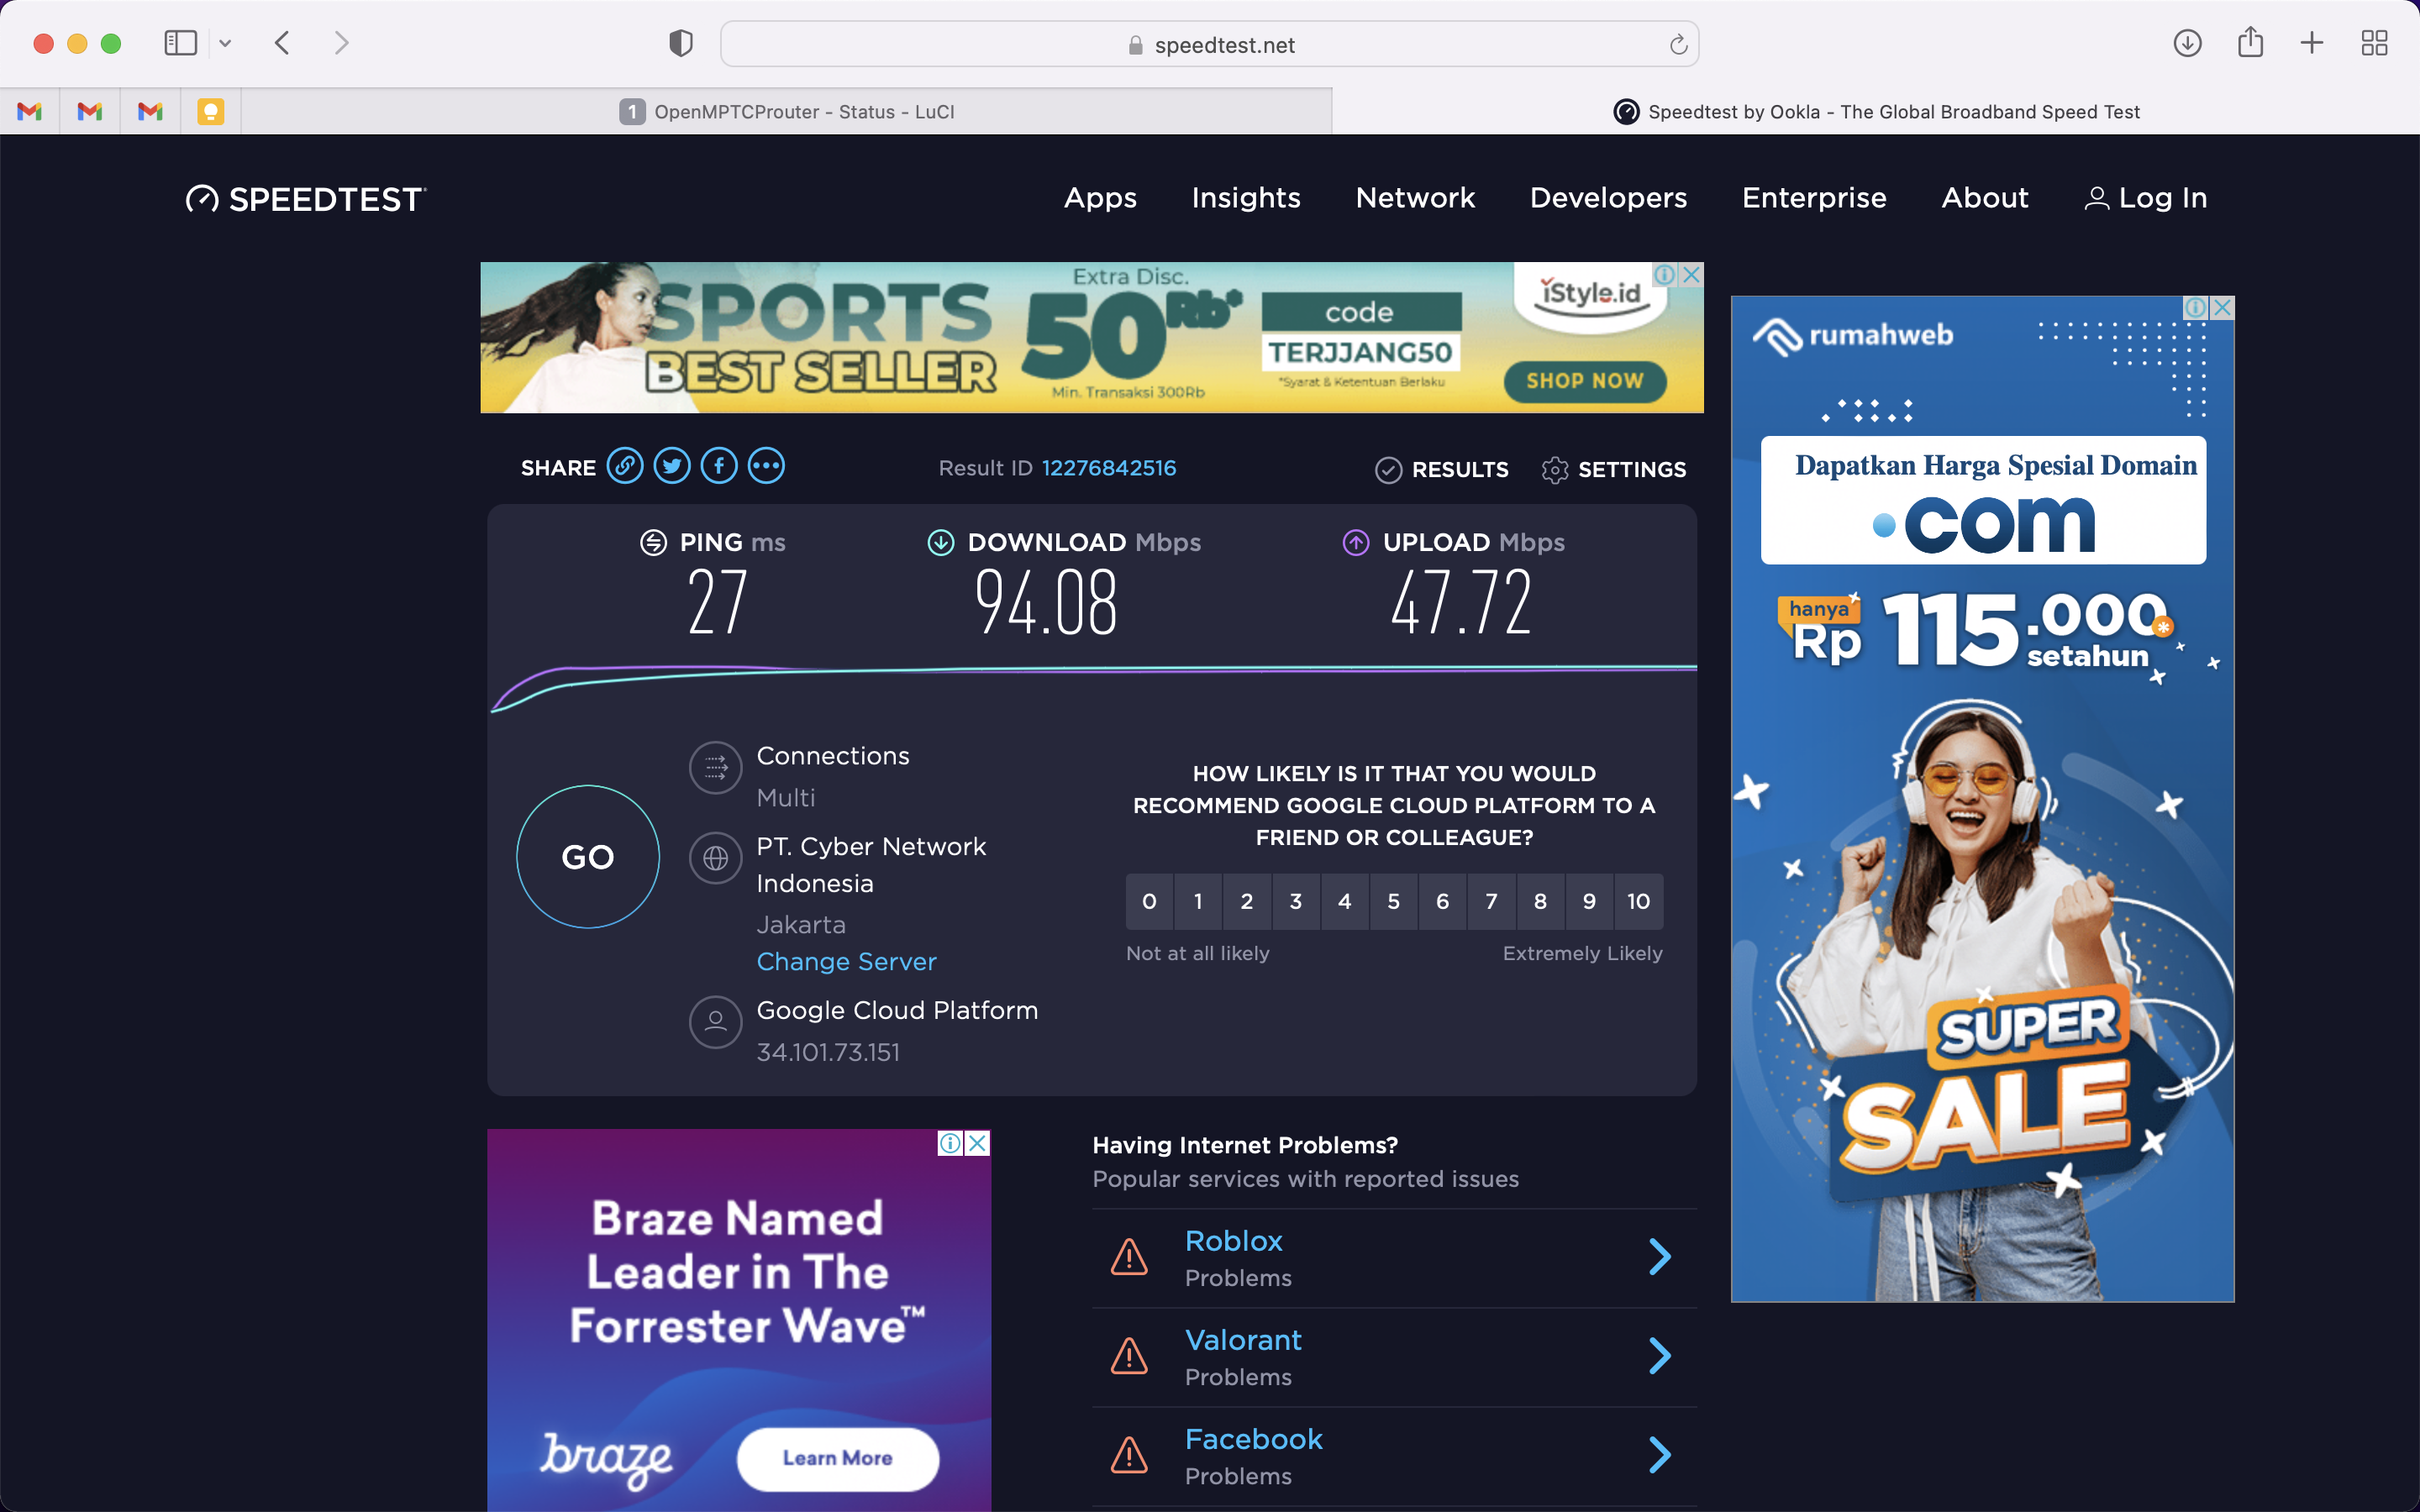 speedtest.net
1 OpenMPTCProuter - Status - LuCI
Speedtest by Ookla - The Global Broadband Speed Test
SPEEDTEST
Apps Insights Network Developers Enterprise About Log In
SPORTS
BEST SELLER
Extra Disc.
50Rb*
Min. Transaksi 300Rb
code
TERJJANG50
*Syarat & Ketentuan Berlaku
iStyle.id
SHOP NOW
rumahweb
Dapatkan Harga Spesial Domain
.com
hanya
Rp 115.000*
setahun
SUPER
SALE
SHARE
Result ID 12276842516
RESULTS
SETTINGS
PING ms
27
DOWNLOAD Mbps
94.08
UPLOAD Mbps
47.72
GO
Connections
Multi
PT. Cyber Network
Indonesia
Jakarta
Change Server
Google Cloud Platform
34.101.73.151
HOW LIKELY IS IT THAT YOU WOULD
RECOMMEND GOOGLE CLOUD PLATFORM TO A
FRIEND OR COLLEAGUE?
0 1 2 3 4 5 6 7 8 9 10
Not at all likely Extremely Likely
Braze Named
Leader in The
Forrester Wave™
braze
Learn More
Having Internet Problems?
Popular services with reported issues
Roblox
Problems
Valorant
Problems
Facebook
Problems